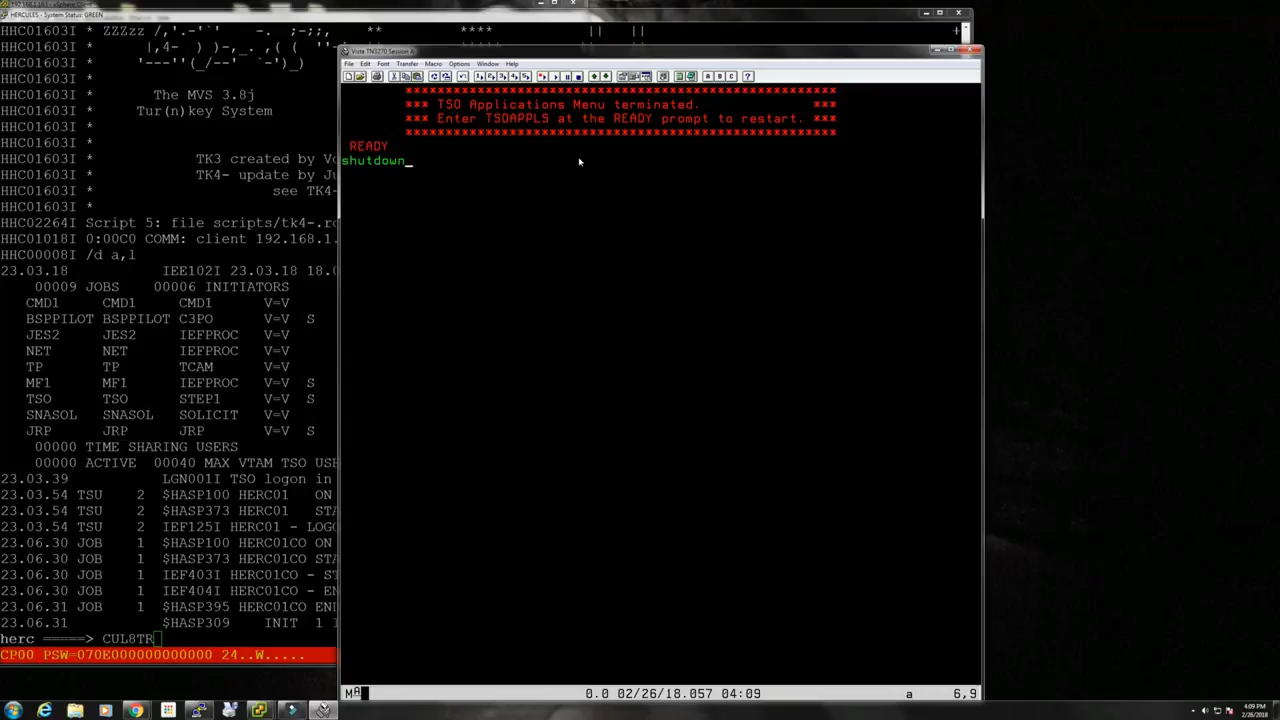 HERCULES - System Status: GREEN
HHC01603I * ZZZzz /,'.-'`' -. ;-;;, ** **** || ||
HHC01603I * |,4- ) )-,_. ,( ( ''
HHC01603I * '---''(_/--' `-')_)
HHC01603I *
HHC01603I * The MVS 3.8j
HHC01603I * Tur(n)key System
HHC01603I *
HHC01603I * TK3 created by Vo
HHC01603I * TK4- update by Ju
HHC01603I * see TK4-
HHC01603I *
HHC02264I Script 5: file scripts/tk4-.rc
HHC01018I 0:00C0 COMM: client 192.168.1.
HHC00008I /d a,l
23.03.18 IEE102I 23.03.18 18.0
00009 JOBS 00006 INITIATORS
CMD1 CMD1 CMD1 V=V
BSPPILOT BSPPILOT C3PO V=V S
JES2 JES2 IEFPROC V=V
NET NET IEFPROC V=V
TP TP TCAM V=V
MF1 MF1 IEFPROC V=V S
TSO TSO STEP1 V=V S
SNASOL SNASOL SOLICIT V=V
JRP JRP JRP V=V S
00000 TIME SHARING USERS
00000 ACTIVE 00040 MAX VTAM TSO USE
23.03.39 LGN001I TSO logon in
23.03.54 TSU 2 $HASP100 HERC01 ON
23.03.54 TSU 2 $HASP373 HERC01 STA
23.03.54 TSU 2 IEF125I HERC01 - LOGO
23.06.30 JOB 1 $HASP100 HERC01CO ON
23.06.30 JOB 1 $HASP373 HERC01CO STA
23.06.30 JOB 1 IEF403I HERC01CO - ST
23.06.30 JOB 1 IEF404I HERC01CO - EN
23.06.31 JOB 1 $HASP395 HERC01CO END
23.06.31 $HASP309 INIT 1 I
herc =====> CUL8TR
CP00 PSW=070E000000000000 24..W.....
Vista TN3270 Session A
File Edit Font Transfer Macro Options Window Help
A B C ?
*** TSO Applications Menu terminated. ***
*** Enter TSOAPPLS at the READY prompt to restart. ***
READY
shutdown_
MA 0.0 02/26/18.057 04:09 a 6,9
4:09 PM
2/26/2018